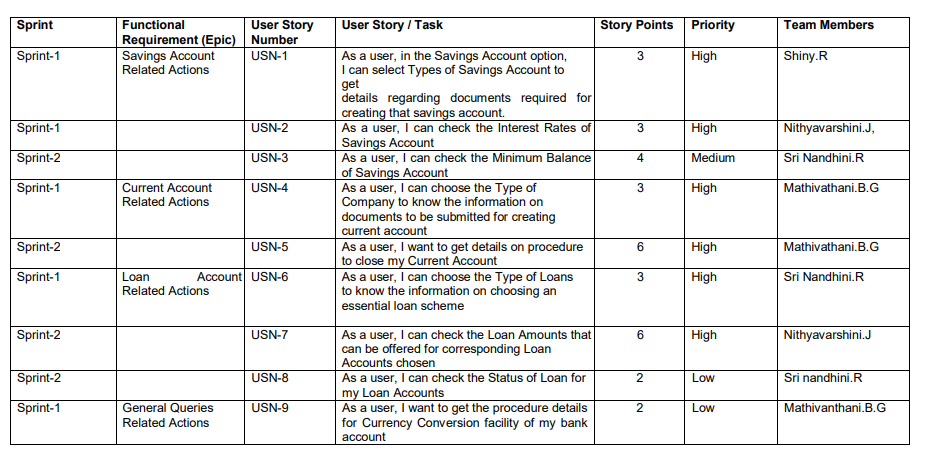 Sprint Functional Requirement (Epic) User Story Number User Story / Task Story Points Priority Team Members
Sprint-1 Savings Account Related Actions USN-1 As a user, in the Savings Account option,
I can select Types of Savings Account to
get
details regarding documents required for
creating that savings account. 3 High Shiny.R
Sprint-1 USN-2 As a user, I can check the Interest Rates of
Savings Account 3 High Nithyavarshini.J,
Sprint-2 USN-3 As a user, I can check the Minimum Balance
of Savings Account 4 Medium Sri Nandhini.R
Sprint-1 Current Account Related Actions USN-4 As a user, I can choose the Type of
Company to know the information on
documents to be submitted for creating
current account 3 High Mathivathani.B.G
Sprint-2 USN-5 As a user, I want to get details on procedure
to close my Current Account 6 High Mathivathani.B.G
Sprint-1 Loan Account Related Actions USN-6 As a user, I can choose the Type of Loans
to know the information on choosing an
essential loan scheme 3 High Sri Nandhini.R
Sprint-2 USN-7 As a user, I can check the Loan Amounts that
can be offered for corresponding Loan
Accounts chosen 6 High Nithyavarshini.J
Sprint-2 USN-8 As a user, I can check the Status of Loan for
my Loan Accounts 2 Low Sri nandhini.R
Sprint-1 General Queries Related Actions USN-9 As a user, I want to get the procedure details
for Currency Conversion facility of my bank
account 2 Low Mathivanthani.B.G